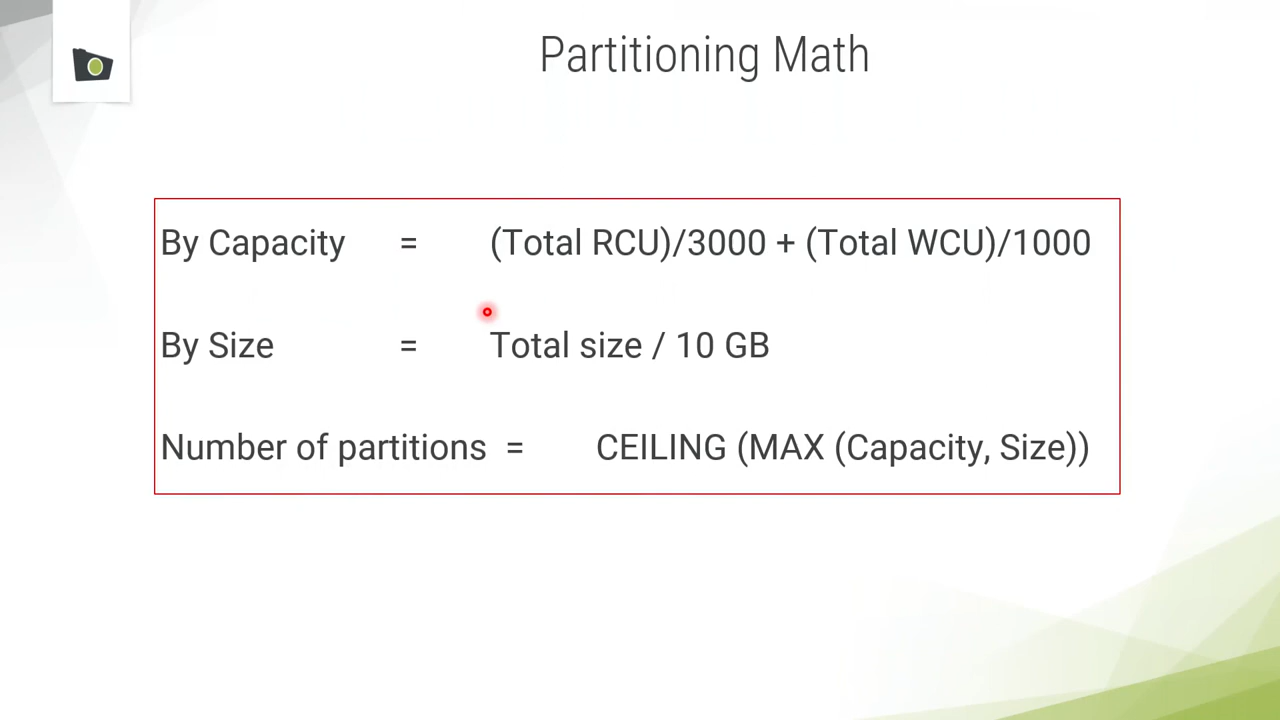 Partitioning Math
By Capacity = (Total RCU)/3000 + (Total WCU)/1000
By Size = Total size / 10 GB
Number of partitions = CEILING (MAX (Capacity, Size))